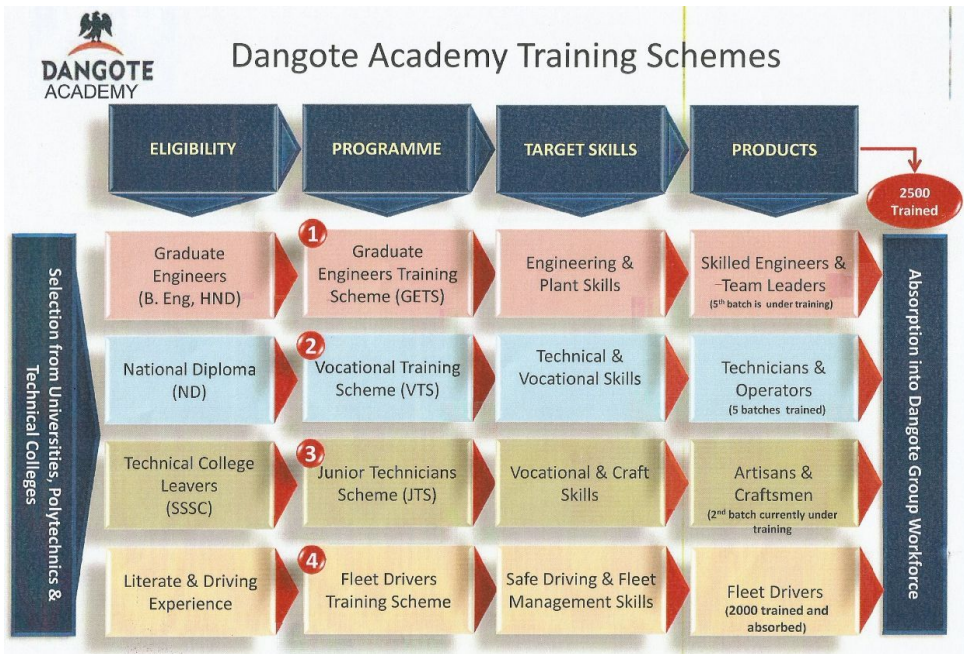 DANGOTE
ACADEMY
Dangote Academy Training Schemes
ELIGIBILITY
PROGRAMME
TARGET SKILLS
PRODUCTS
2500
Trained
Selection from Universities, Polytechnics &
Technical Colleges
Graduate
Engineers
(B. Eng, HND)
1
Graduate
Engineers Training
Scheme (GETS)
Engineering &
Plant Skills
Skilled Engineers &
Team Leaders
(5th batch is under training)
National Diploma
(ND)
2
Vocational Training
Scheme (VTS)
Technical &
Vocational Skills
Technicians &
Operators
(5 batches trained)
Technical College
Leavers
(SSSC)
3
Junior Technicians
Scheme (JTS)
Vocational & Craft
Skills
Artisans &
Craftsmen
(2nd batch currently under
training
Literate & Driving
Experience
4
Fleet Drivers
Training Scheme
Safe Driving & Fleet
Management Skills
Fleet Drivers
(2000 trained and
absorbed)
Absorption into Dangote Group Workforce